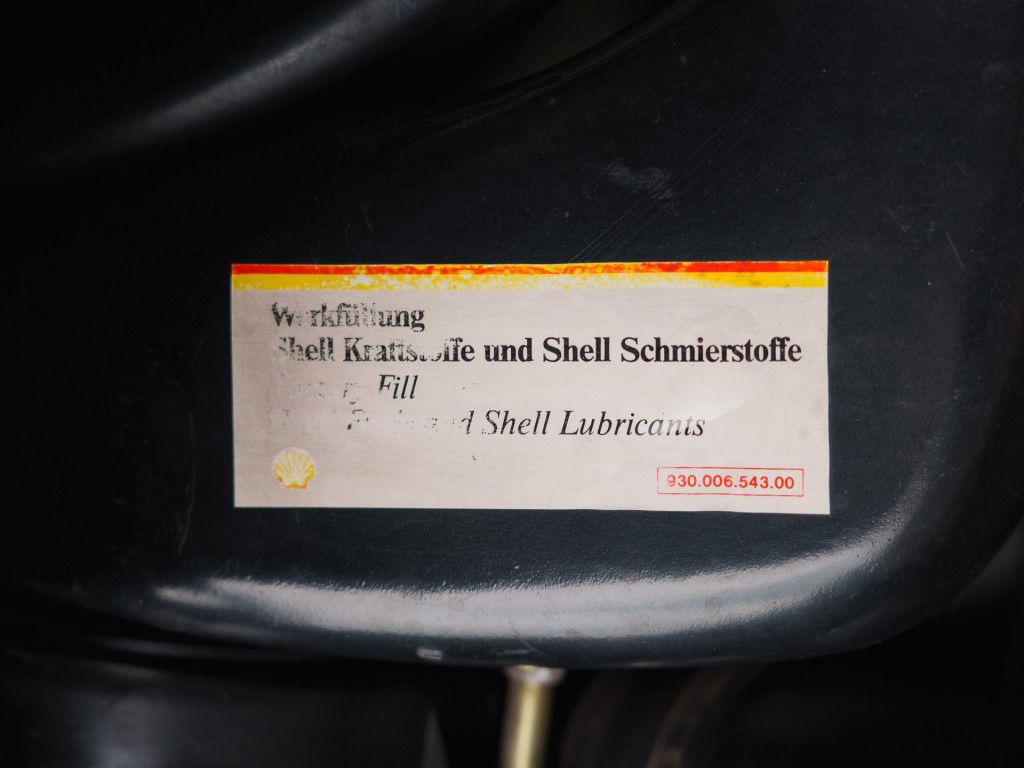 Werkfüllung
Shell Kraftstoffe und Shell Schmierstoffe
Fill
Shell Lubricants
930.006.543.00